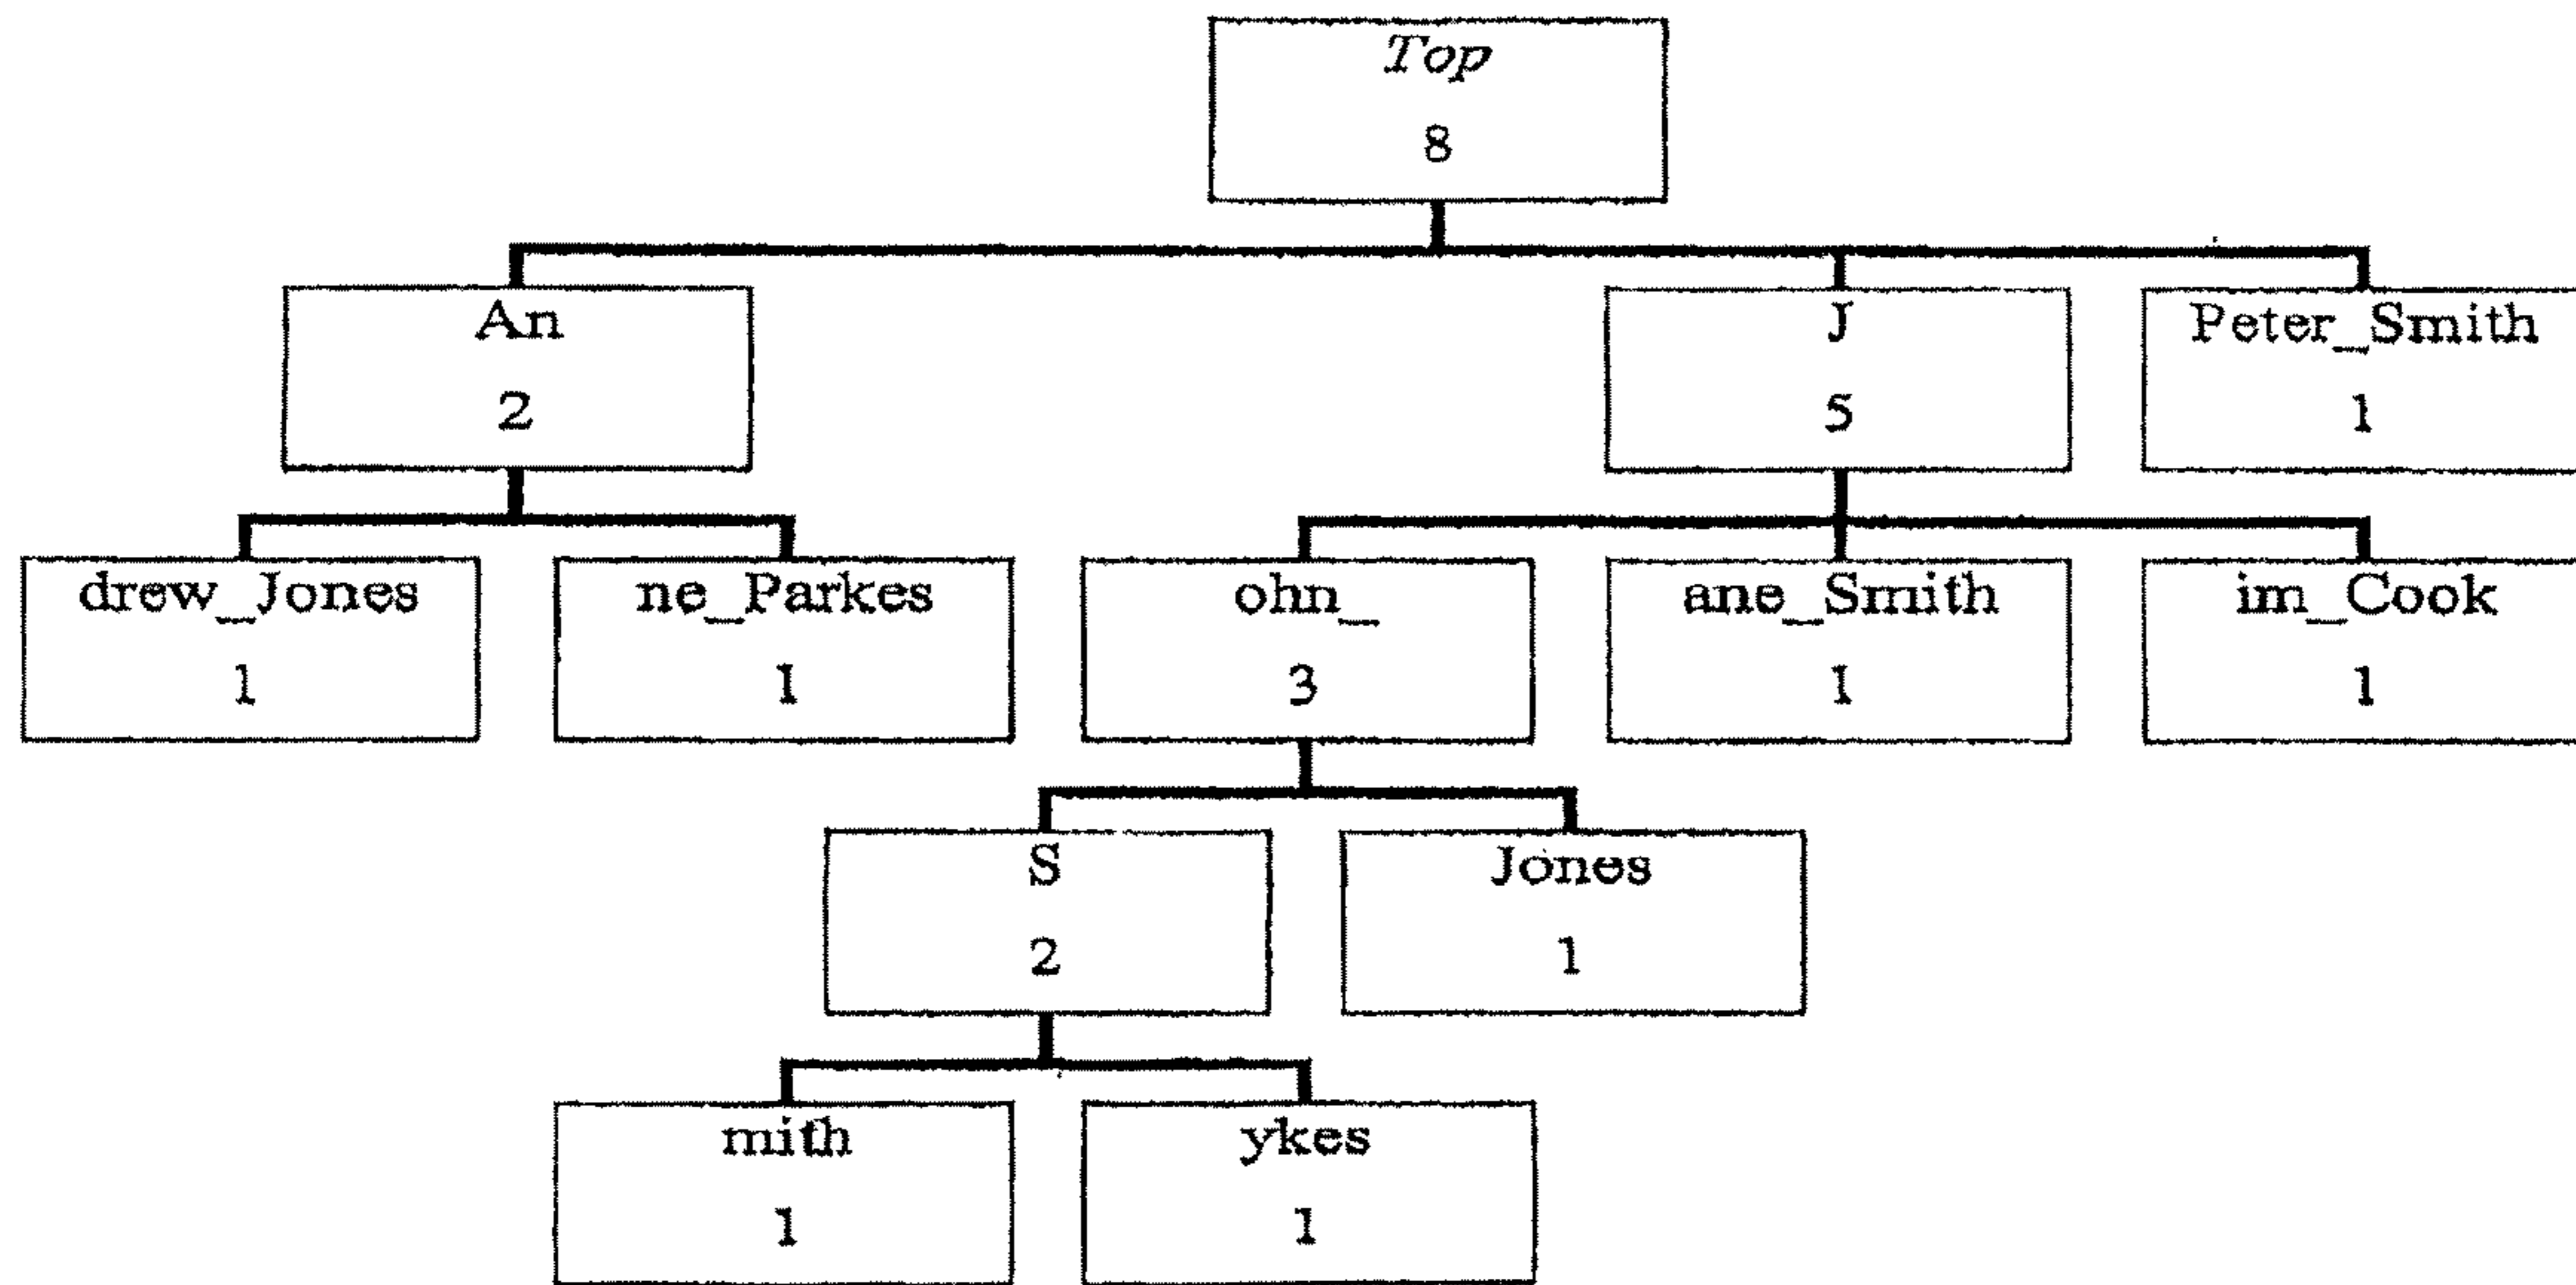 Top
8
An
2
J
5
Peter_Smith
1
drew_Jones
1
ne_Parkes
1
ohn_
3
ane_Smith
1
im_Cook
1
S
2
Jones
1
mith
1
ykes
1